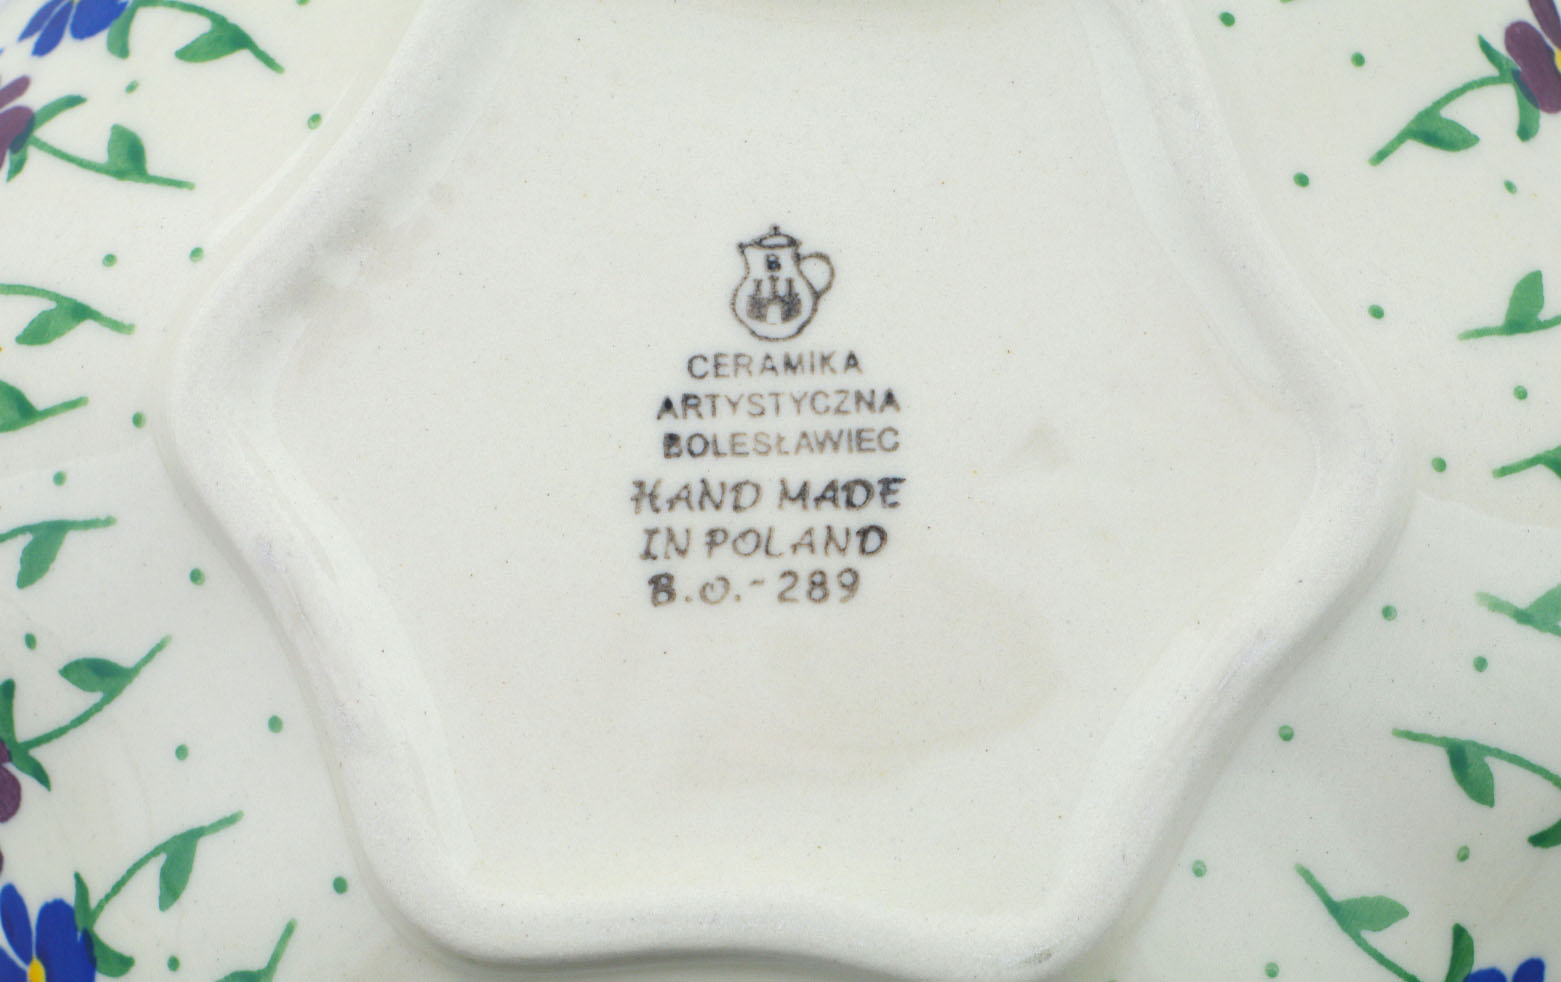 B
CERAMIKA
ARTYSTYCZNA
BOLESŁAWIEC
HAND MADE
IN POLAND
B.O.-289